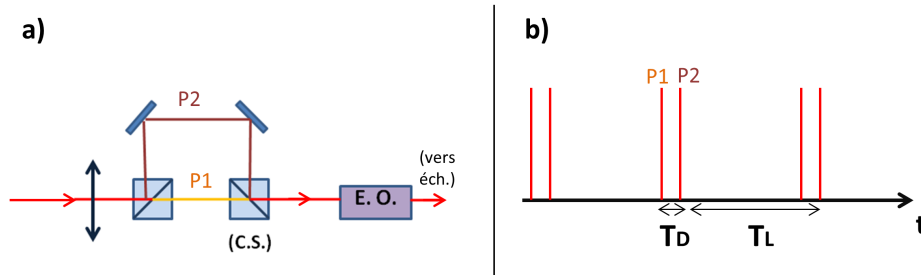 a)
P2
P1
(vers
éch.)
E. O.
(C.S.)
b)
P1 P2
TD TL
t